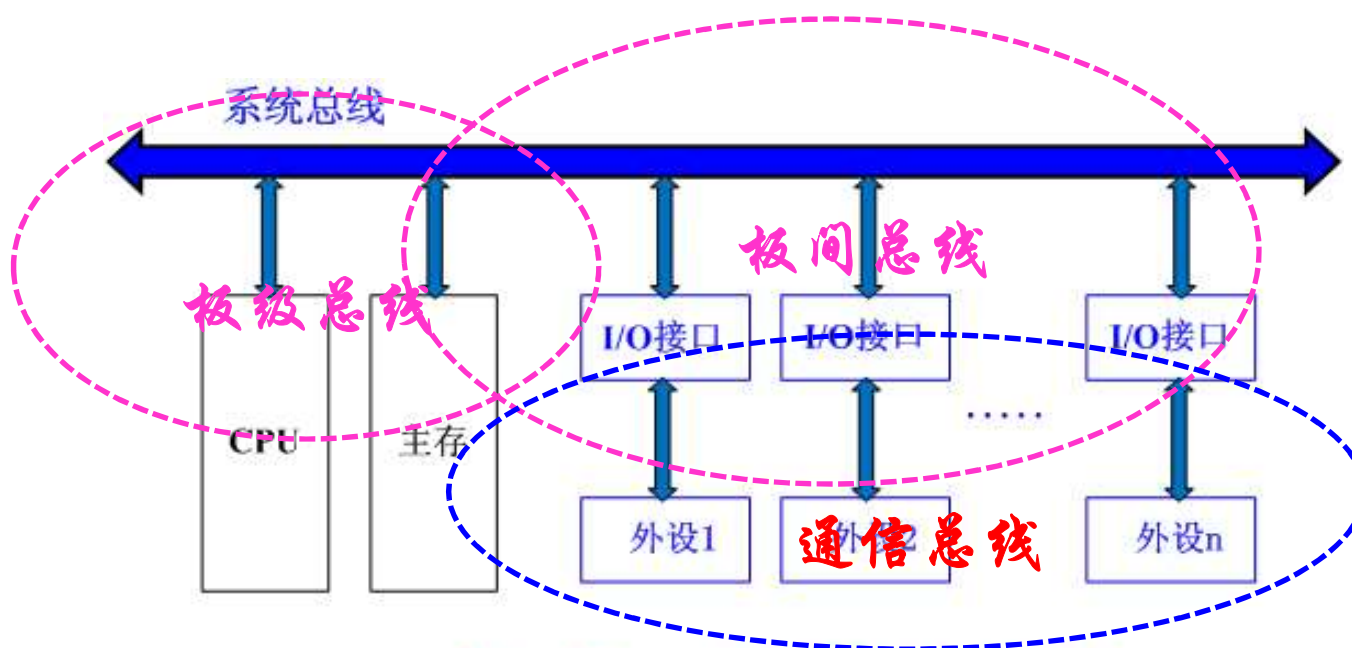 系统总线
板间总线
板级总线
I/O接口
I/O接口
I/O接口
.....
CPU
主存
外设1
外设2
外设n
通信总线